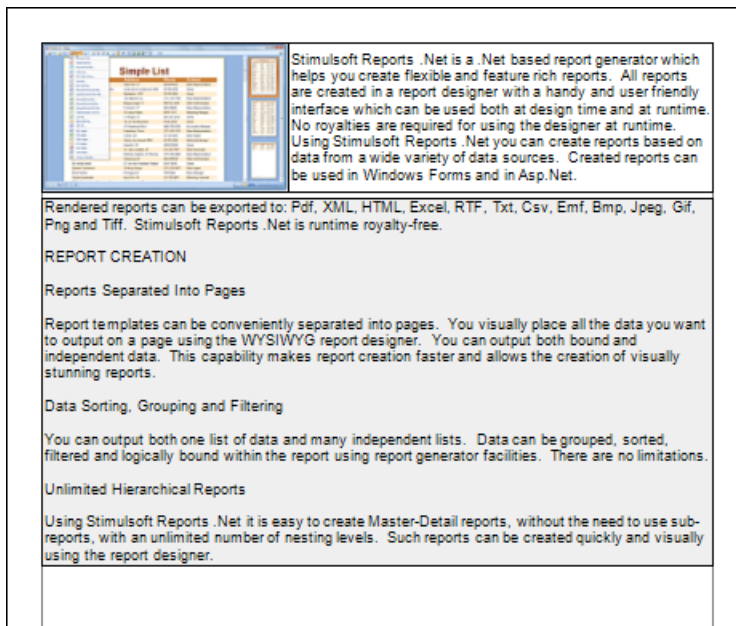 Simple List
Stimulsoft Reports .Net is a .Net based report generator which
helps you create flexible and feature rich reports. All reports
are created in a report designer with a handy and user friendly
interface which can be used both at design time and at runtime.
No royalties are required for using the designer at runtime.
Using Stimulsoft Reports .Net you can create reports based on
data from a wide variety of data sources. Created reports can
be used in Windows Forms and in Asp.Net.
Rendered reports can be exported to: Pdf, XML, HTML, Excel, RTF, Txt, Csv, Emf, Bmp, Jpeg, Gif,
Png and Tiff. Stimulsoft Reports .Net is runtime royalty-free.
REPORT CREATION
Reports Separated Into Pages
Report templates can be conveniently separated into pages. You visually place all the data you want
to output on a page using the WYSIWYG report designer. You can output both bound and
independent data. This capability makes report creation faster and allows the creation of visually
stunning reports.
Data Sorting, Grouping and Filtering
You can output both one list of data and many independent lists. Data can be grouped, sorted,
filtered and logically bound within the report using report generator facilities. There are no limitations.
Unlimited Hierarchical Reports
Using Stimulsoft Reports .Net it is easy to create Master-Detail reports, without the need to use sub-
reports, with an unlimited number of nesting levels. Such reports can be created quickly and visually
using the report designer.